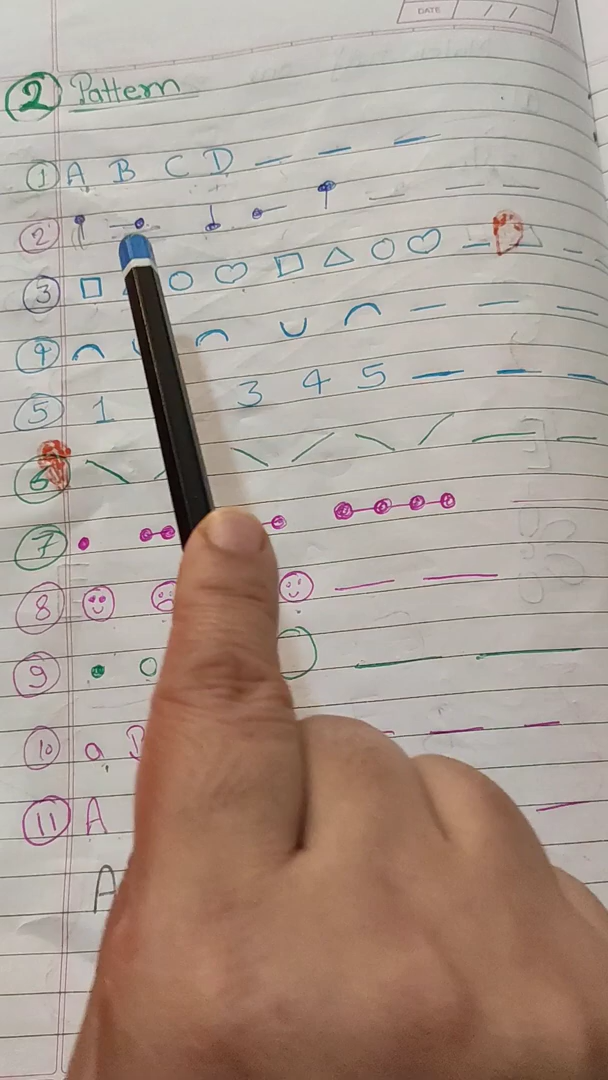 DATE / /
② Pattern
① A B C D _ _ _
②
③
④
⑤ 1 3 4 5 _ _ _
⑥
⑦
⑧
⑨
⑩ a
⑪ A
A